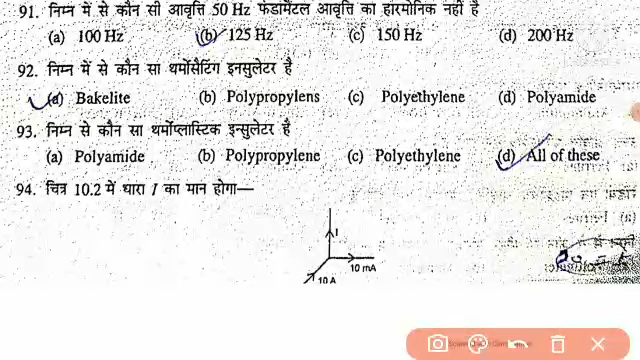 91. निम्न में से कौन सी आवृत्ति 50 Hz फंडामेंटल आवृत्ति का हारमोनिक नहीं है
(a) 100 Hz (b) 125 Hz (c) 150 Hz (d) 200 Hz
92. निम्न में से कौन सा थर्मोसैटिंग इनसुलेटर है
(a) Bakelite (b) Polypropylens (c) Polyethylene (d) Polyamide
93. निम्न से कौन सा थर्मोप्लास्टिक इन्सुलेटर है
(a) Polyamide (b) Polypropylene (c) Polyethylene (d) All of these
94. चित्र 10.2 में धारा I का मान होगा—
I
10 mA
10 A